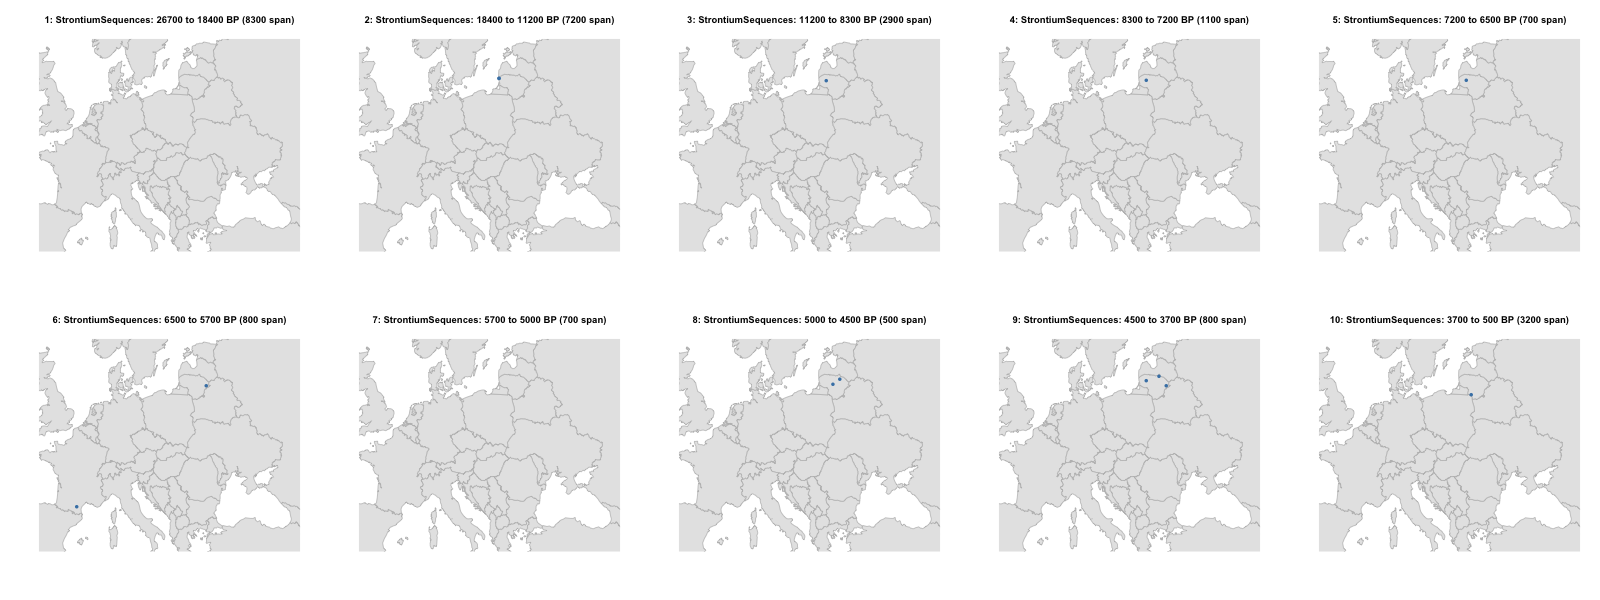 1: StrontiumSequences: 26700 to 18400 BP (8300 span)
2: StrontiumSequences: 18400 to 11200 BP (7200 span)
3: StrontiumSequences: 11200 to 8300 BP (2900 span)
4: StrontiumSequences: 8300 to 7200 BP (1100 span)
5: StrontiumSequences: 7200 to 6500 BP (700 span)
6: StrontiumSequences: 6500 to 5700 BP (800 span)
7: StrontiumSequences: 5700 to 5000 BP (700 span)
8: StrontiumSequences: 5000 to 4500 BP (500 span)
9: StrontiumSequences: 4500 to 3700 BP (800 span)
10: StrontiumSequences: 3700 to 500 BP (3200 span)